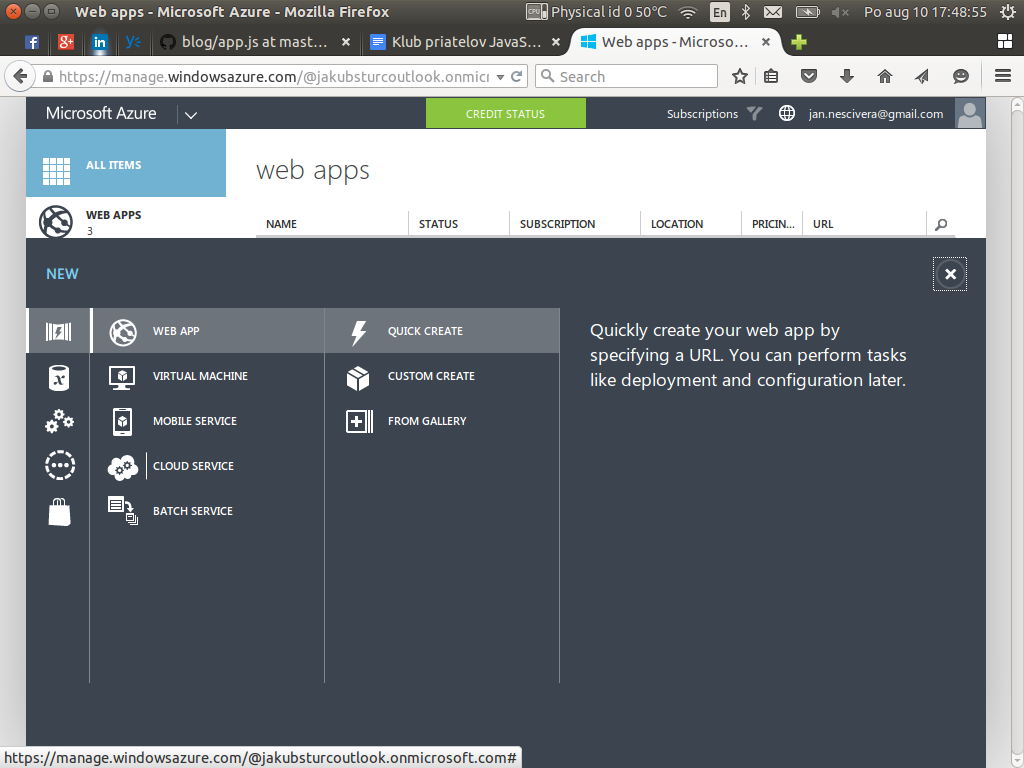 Web apps - Microsoft Azure - Mozilla Firefox
CPU Physical id 0 50°C En Po aug 10 17:48:55
f g+ in blog/app.js at mast... × Klub priatelov JavaS... × Web apps - Microso... ×
https://manage.windowsazure.com/@jakubsturcoutlook.onmicr Search
Microsoft Azure CREDIT STATUS Subscriptions jan.nescivera@gmail.com
ALL ITEMS
web apps
WEB APPS
3
NAME STATUS SUBSCRIPTION LOCATION PRICIN... URL
NEW
WEB APP
VIRTUAL MACHINE
MOBILE SERVICE
CLOUD SERVICE
BATCH SERVICE
QUICK CREATE
CUSTOM CREATE
FROM GALLERY
Quickly create your web app by
specifying a URL. You can perform tasks
like deployment and configuration later.
https://manage.windowsazure.com/@jakubsturcoutlook.onmicrosoft.com#